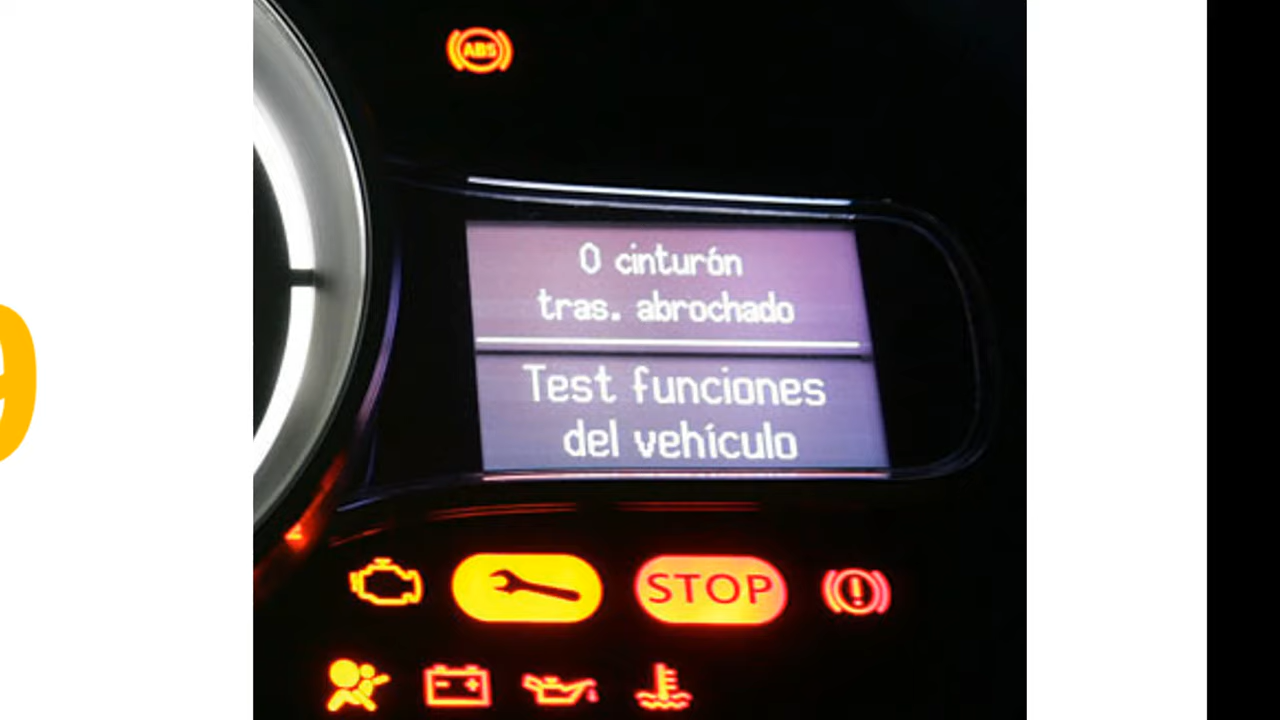 ABS
0 cinturón
tras. abrochado
Test funciones
del vehículo
STOP